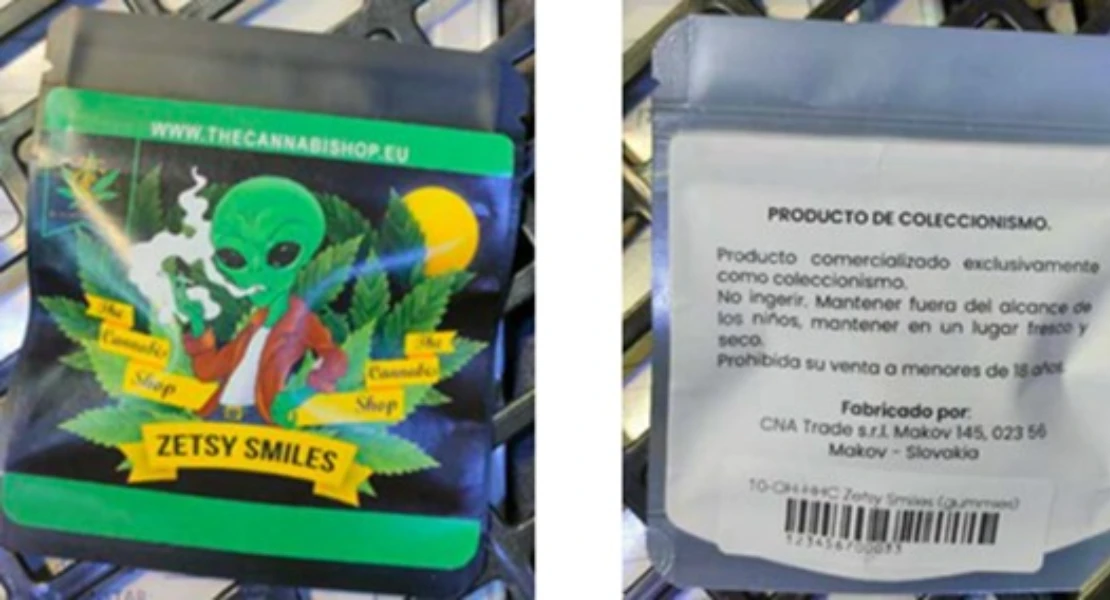 WWW.THECANNABISHOP.EU
The
Cannabis
Shop
The
Cannabis
Shop
ZETSY SMILES
PRODUCTO DE COLECCIONISMO.
Producto comercializado exclusivamente
como coleccionismo.
No ingerir. Mantener fuera del alcance de
los niños, mantener en un lugar fresco y
seco.
Prohibida su venta a menores de 18 años.
Fabricado por:
CNA Trade s.r.l. Makov 145, 023 56
Makov - Slovakia
10-OH-HHC Zetsy Smiles (gummies)